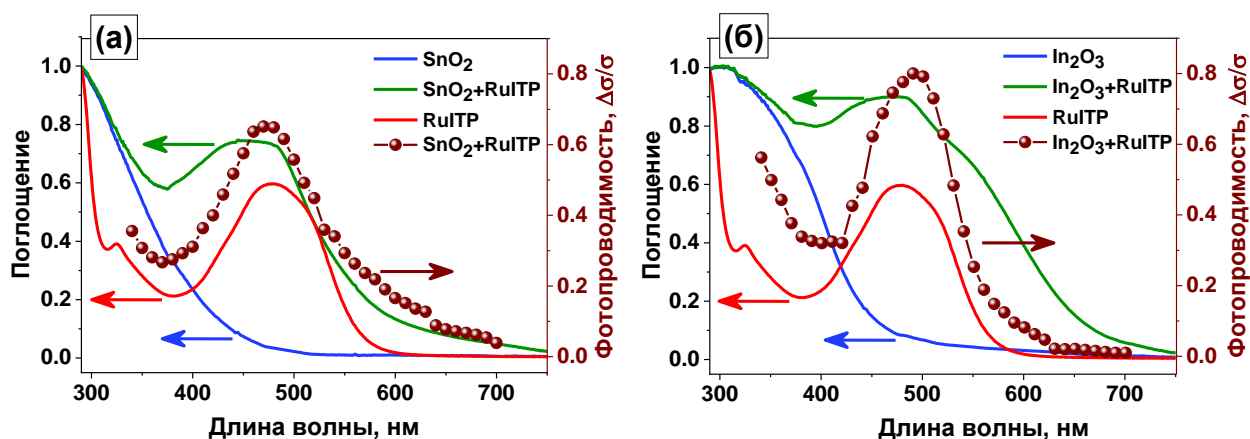 (а)
SnO₂
SnO₂+RuITP
RuITP
SnO₂+RuITP
Поглощение
1.0
0.8
0.6
0.4
0.2
0.0
Фотопроводимость, Δσ/σ
0.8
0.6
0.4
0.2
0.0
300 400 500 600 700
Длина волны, нм
(б)
In₂O₃
In₂O₃+RuITP
RuITP
In₂O₃+RuITP
Поглощение
1.0
0.8
0.6
0.4
0.2
0.0
Фотопроводимость, Δσ/σ
0.8
0.6
0.4
0.2
0.0
300 400 500 600 700
Длина волны, нм